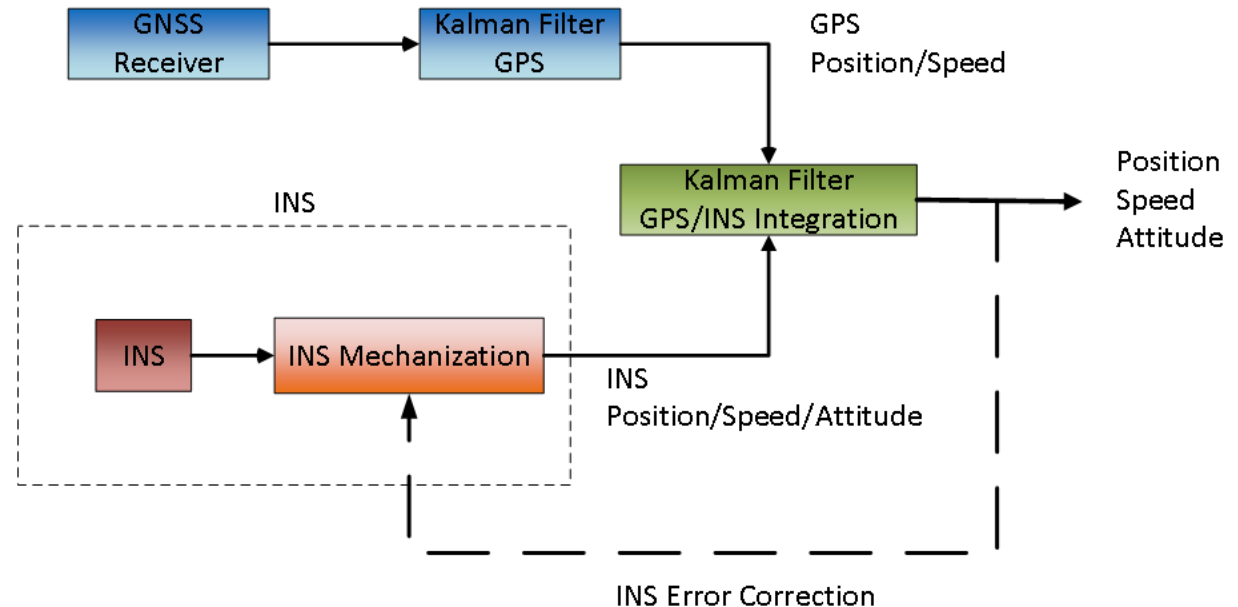 GNSS
Receiver
Kalman Filter
GPS
GPS
Position/Speed
Kalman Filter
GPS/INS Integration
Position
Speed
Attitude
INS
INS
INS Mechanization
INS
Position/Speed/Attitude
INS Error Correction